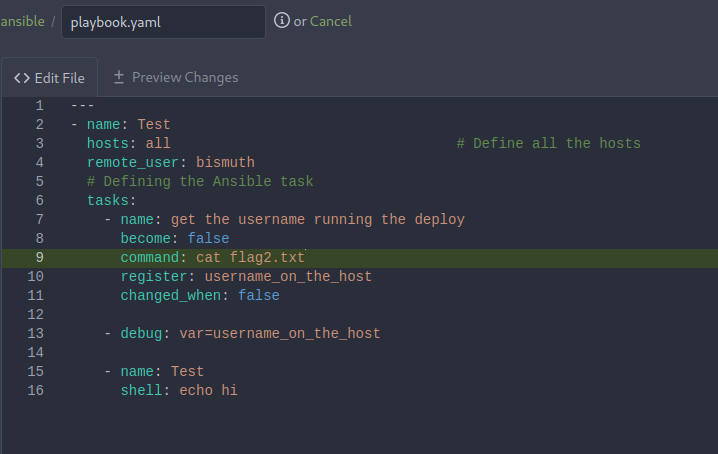 ansible / playbook.yaml or Cancel
<> Edit File Preview Changes
1 ---
2 - name: Test
3 hosts: all # Define all the hosts
4 remote_user: bismuth
5 # Defining the Ansible task
6 tasks:
7 - name: get the username running the deploy
8 become: false
9 command: cat flag2.txt
10 register: username_on_the_host
11 changed_when: false
12
13 - debug: var=username_on_the_host
14
15 - name: Test
16 shell: echo hi